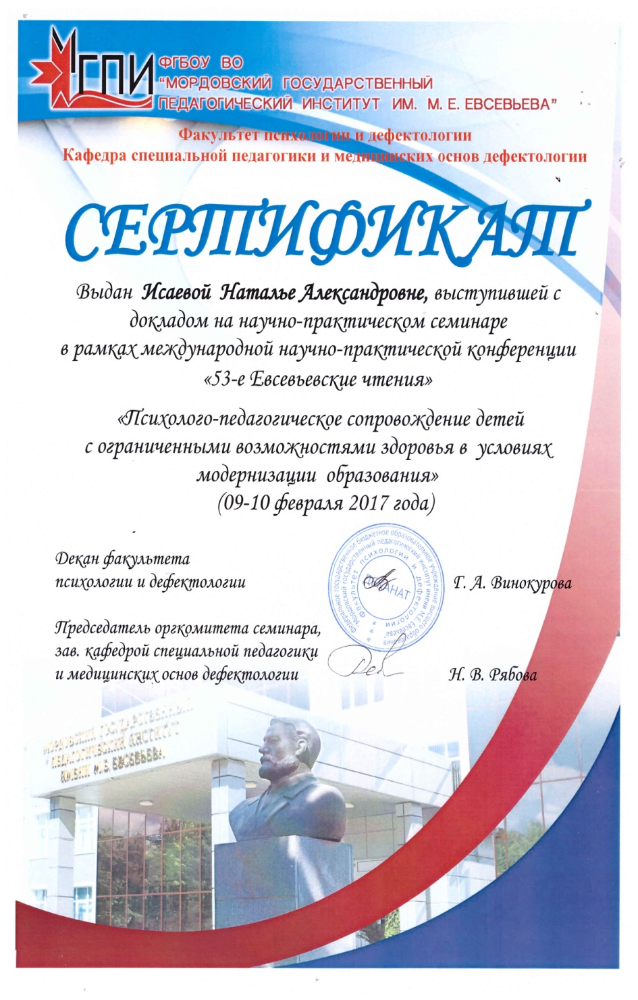 МГПИ
ФГБОУ ВО
"МОРДОВСКИЙ ГОСУДАРСТВЕННЫЙ
ПЕДАГОГИЧЕСКИЙ ИНСТИТУТ ИМ. М. Е. ЕВСЕВЬЕВА"
Факультет психологии и дефектологии
Кафедра специальной педагогики и медицинских основ дефектологии
СЕРТИФИКАТ
Выдан Исаевой Наталье Александровне, выступившей с
докладом на научно-практическом семинаре
в рамках международной научно-практической конференции
«53-е Евсевьевские чтения»
«Психолого-педагогическое сопровождение детей
с ограниченными возможностями здоровья в условиях
модернизации образования»
(09-10 февраля 2017 года)
Декан факультета
психологии и дефектологии
Г. А. Винокурова
Федеральное государственное бюджетное образовательное учреждение высшего образования
"Мордовский государственный педагогический институт имени М.Е. Евсевьева"
Факультет психологии и дефектологии
ДЕКАНАТ
Председатель оргкомитета семинара,
зав. кафедрой специальной педагогики
и медицинских основ дефектологии
Н. В. Рябова
МОРДОВСКИЙ ГОСУДАРСТВЕННЫЙ
ПЕДАГОГИЧЕСКИЙ ИНСТИТУТ
ИМЕНИ М.Е. ЕВСЕВЬЕВА